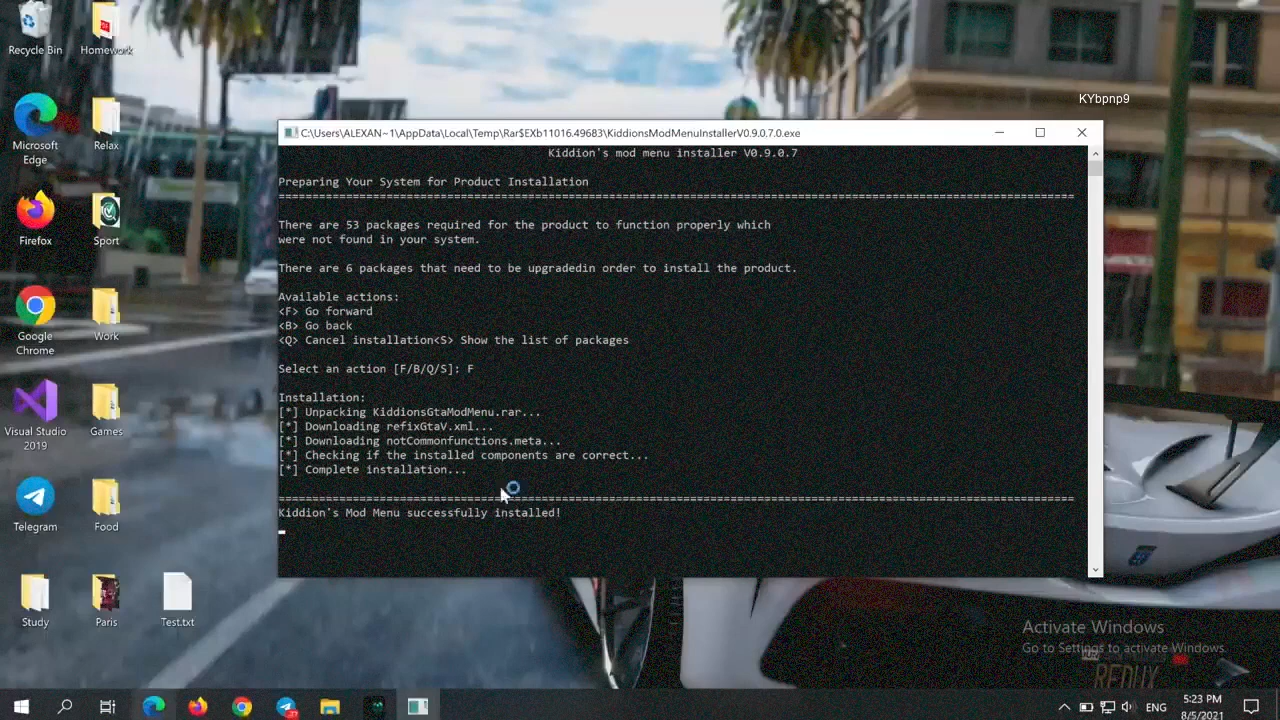 Recycle Bin
Homework
Microsoft
Edge
Relax
Firefox
Sport
Google
Chrome
Work
Visual Studio
2019
Games
Telegram
Food
Study
Paris
Test.txt
KYbpnp9
C:\Users\ALEXAN~1\AppData\Local\Temp\Rar$EXb11016.49683\KiddionsModMenuInstallerV0.9.0.7.0.exe
Kiddion's mod menu installer V0.9.0.7
Preparing Your System for Product Installation
There are 53 packages required for the product to function properly which
were not found in your system.
There are 6 packages that need to be upgradedin order to install the product.
Available actions:
<F> Go forward
<B> Go back
<Q> Cancel installation<S> Show the list of packages
Select an action [F/B/Q/S]: F
Installation:
[*] Unpacking KiddionsGtaModMenu.rar...
[*] Downloading refixGtaV.xml...
[*] Downloading notCommonfunctions.meta...
[*] Checking if the installed components are correct...
[*] Complete installation...
Kiddion's Mod Menu successfully installed!
Activate Windows
Go to Settings to activate Windows.
REDUX
ENG
5:23 PM
8/5/2021